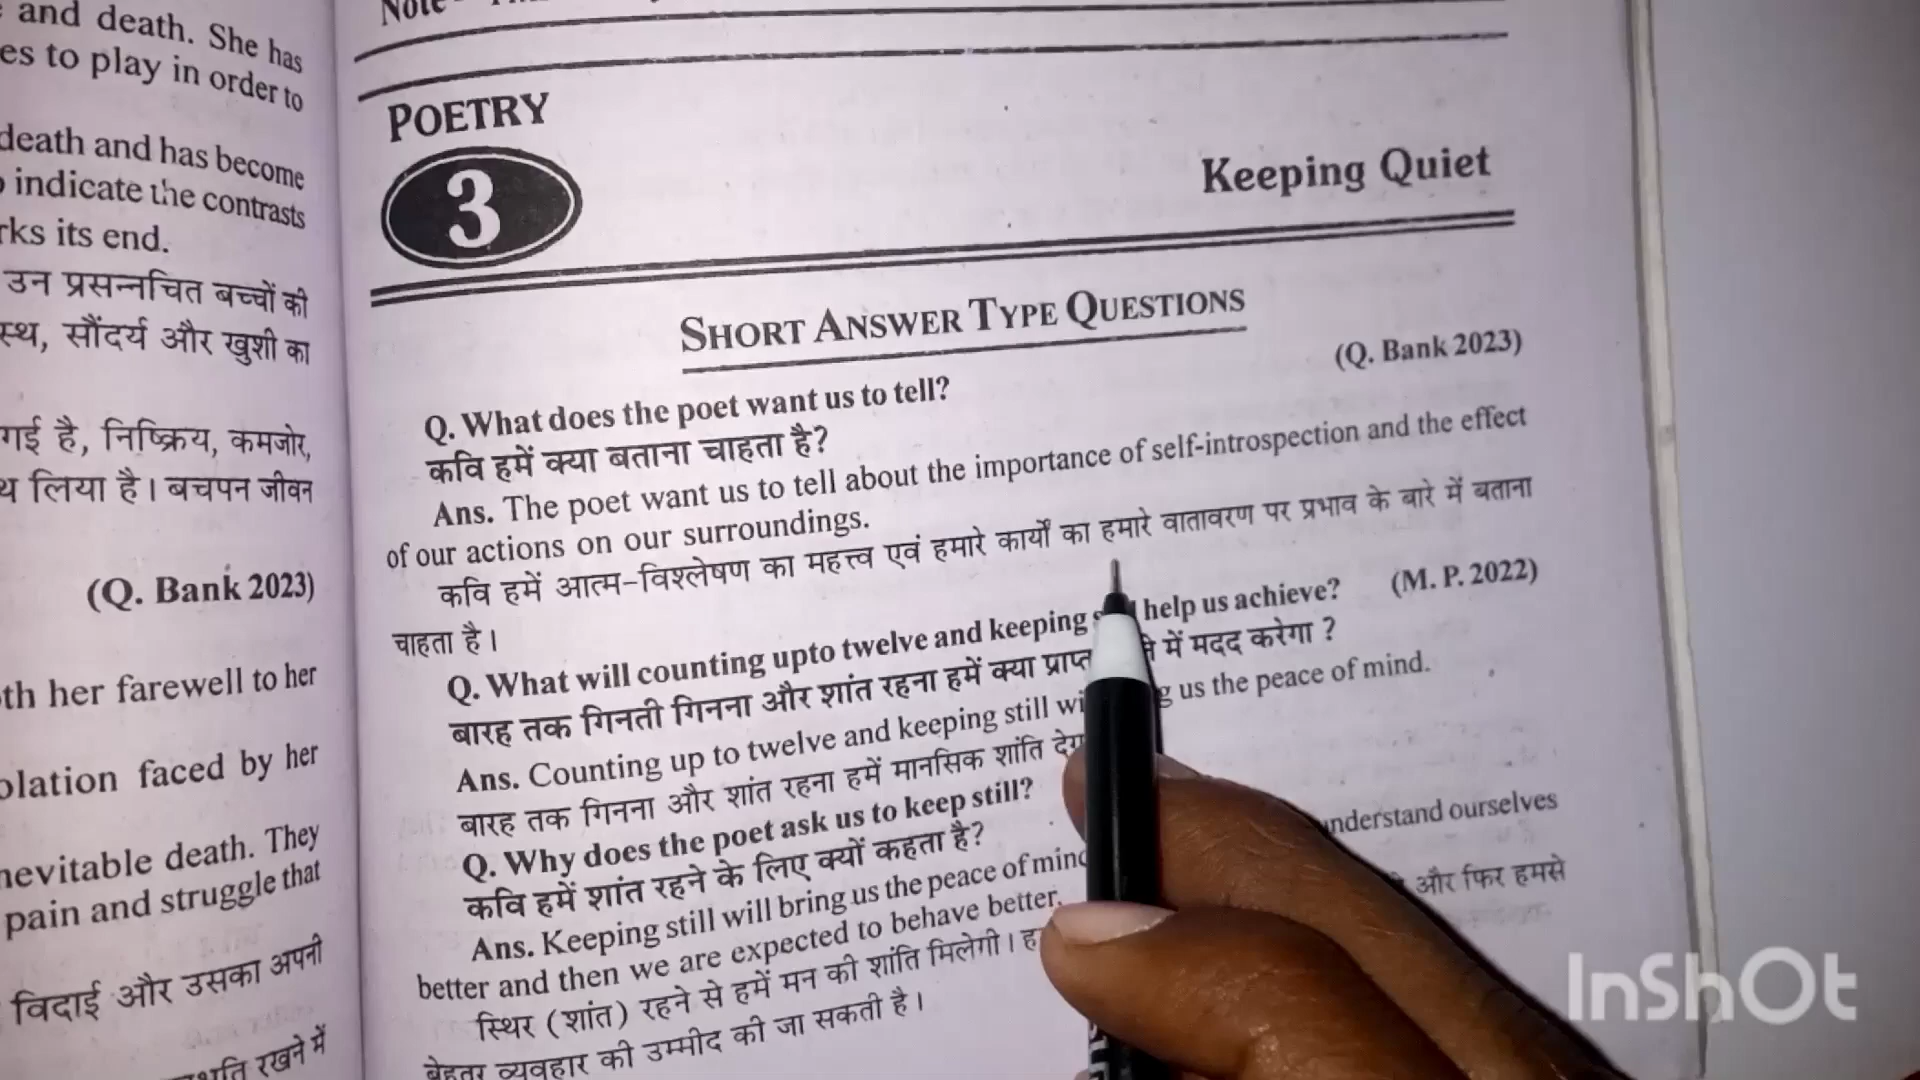 and death. She has
es to play in order to
death and has become
indicate the contrasts
rks its end.
उन प्रसन्नचित बच्चों की
स्थ, सौंदर्य और खुशी का
गई है, निष्क्रिय, कमजोर,
थ लिया है। बचपन जीवन
(Q. Bank 2023)
th her farewell to her
olation faced by her
nevitable death. They
pain and struggle that
विदाई और उसका अपनी
रखने में
Note
POETRY
3
Keeping Quiet
SHORT ANSWER TYPE QUESTIONS
(Q. Bank 2023)
Q. What does the poet want us to tell?
कवि हमें क्या बताना चाहता है?
Ans. The poet want us to tell about the importance of self-introspection and the effect
of our actions on our surroundings.
कवि हमें आत्म-विश्लेषण का महत्त्व एवं हमारे कार्यों का हमारे वातावरण पर प्रभाव के बारे में बताना
चाहता है।
Q. What will counting upto twelve and keeping help us achieve? (M. P. 2022)
बारह तक गिनती गिनना और शांत रहना हमें क्या प्राप्त में मदद करेगा ?
Ans. Counting up to twelve and keeping still us the peace of mind.
बारह तक गिनना और शांत रहना हमें मानसिक शांति
Q. Why does the poet ask us to keep still?
कवि हमें शांत रहने के लिए क्यों कहता है?
Ans. Keeping still will bring us the peace of mind understand ourselves
better and then we are expected to behave better.
स्थिर (शांत) रहने से हमें मन की शांति मिलेगी। और फिर हमसे
बेहतर व्यवहार की उम्मीद की जा सकती है।
InShOt